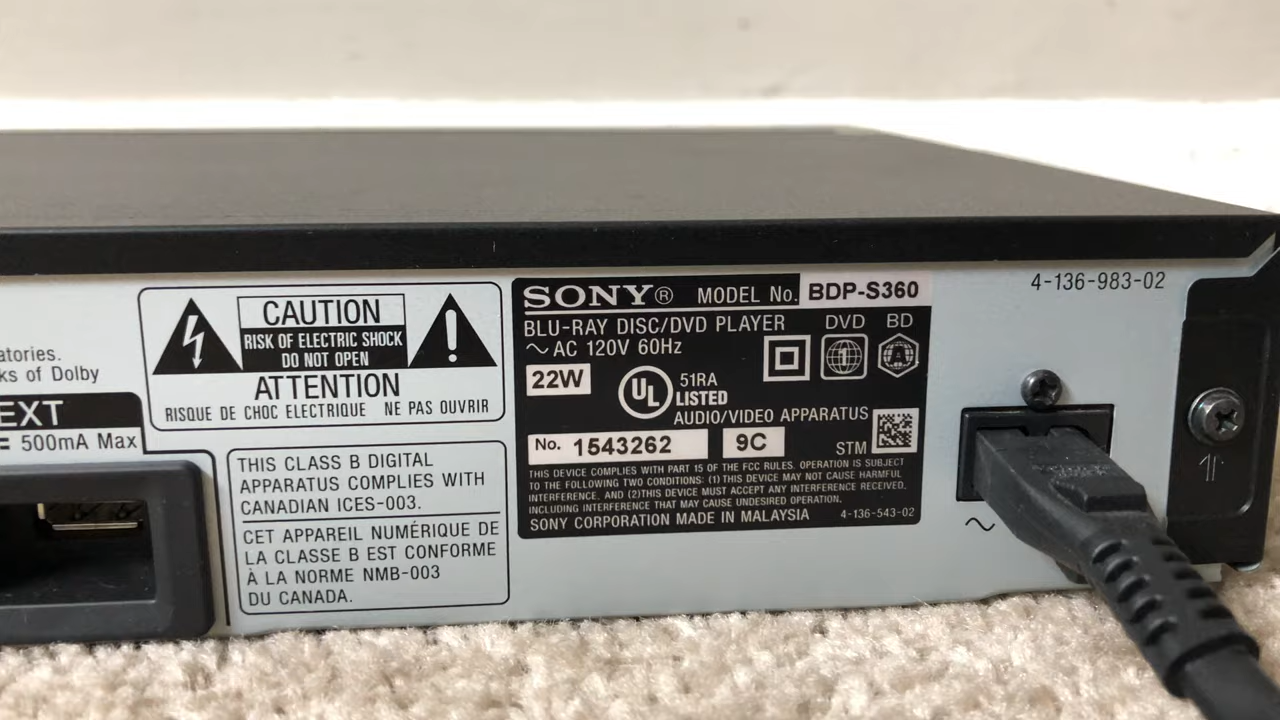 atories.
ks of Dolby
EXT
500mA Max
CAUTION
RISK OF ELECTRIC SHOCK
DO NOT OPEN
ATTENTION
RISQUE DE CHOC ELECTRIQUE NE PAS OUVRIR
THIS CLASS B DIGITAL
APPARATUS COMPLIES WITH
CANADIAN ICES-003.
CET APPAREIL NUMÉRIQUE DE
LA CLASSE B EST CONFORME
À LA NORME NMB-003
DU CANADA.
SONY® MODEL No. BDP-S360
BLU-RAY DISC/DVD PLAYER DVD BD
~ AC 120V 60Hz
1 A
22W
UL 51RA
LISTED
AUDIO/VIDEO APPARATUS
No. 1543262 9C STM
THIS DEVICE COMPLIES WITH PART 15 OF THE FCC RULES. OPERATION IS SUBJECT
TO THE FOLLOWING TWO CONDITIONS: (1) THIS DEVICE MAY NOT CAUSE HARMFUL
INTERFERENCE, AND (2)THIS DEVICE MUST ACCEPT ANY INTERFERENCE RECEIVED,
INCLUDING INTERFERENCE THAT MAY CAUSE UNDESIRED OPERATION.
SONY CORPORATION MADE IN MALAYSIA 4-136-543-02
4-136-983-02
~